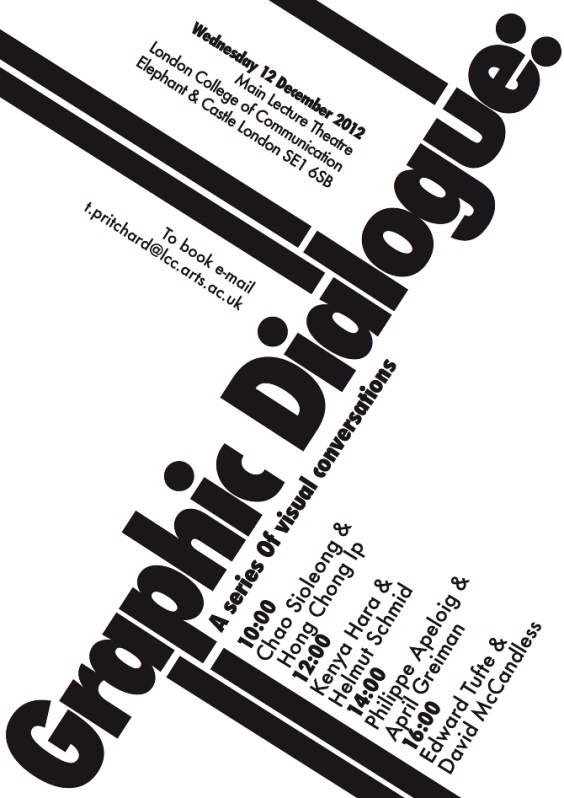 Wednesday 12 December 2012
Main Lecture Theatre
London College of Communication
Elephant & Castle London SE1 6SB
To book e-mail
t.pritchard@lcc.arts.ac.uk
Graphic Dialogue:
A series Of visual conversations
10:00
Chao Sioleong &
Hong Chong Ip
12:00
Kenya Hara &
Helmut Schmid
14:00
Philippe Apeloig &
April Greiman
16:00
Edward Tufte &
David McCandless